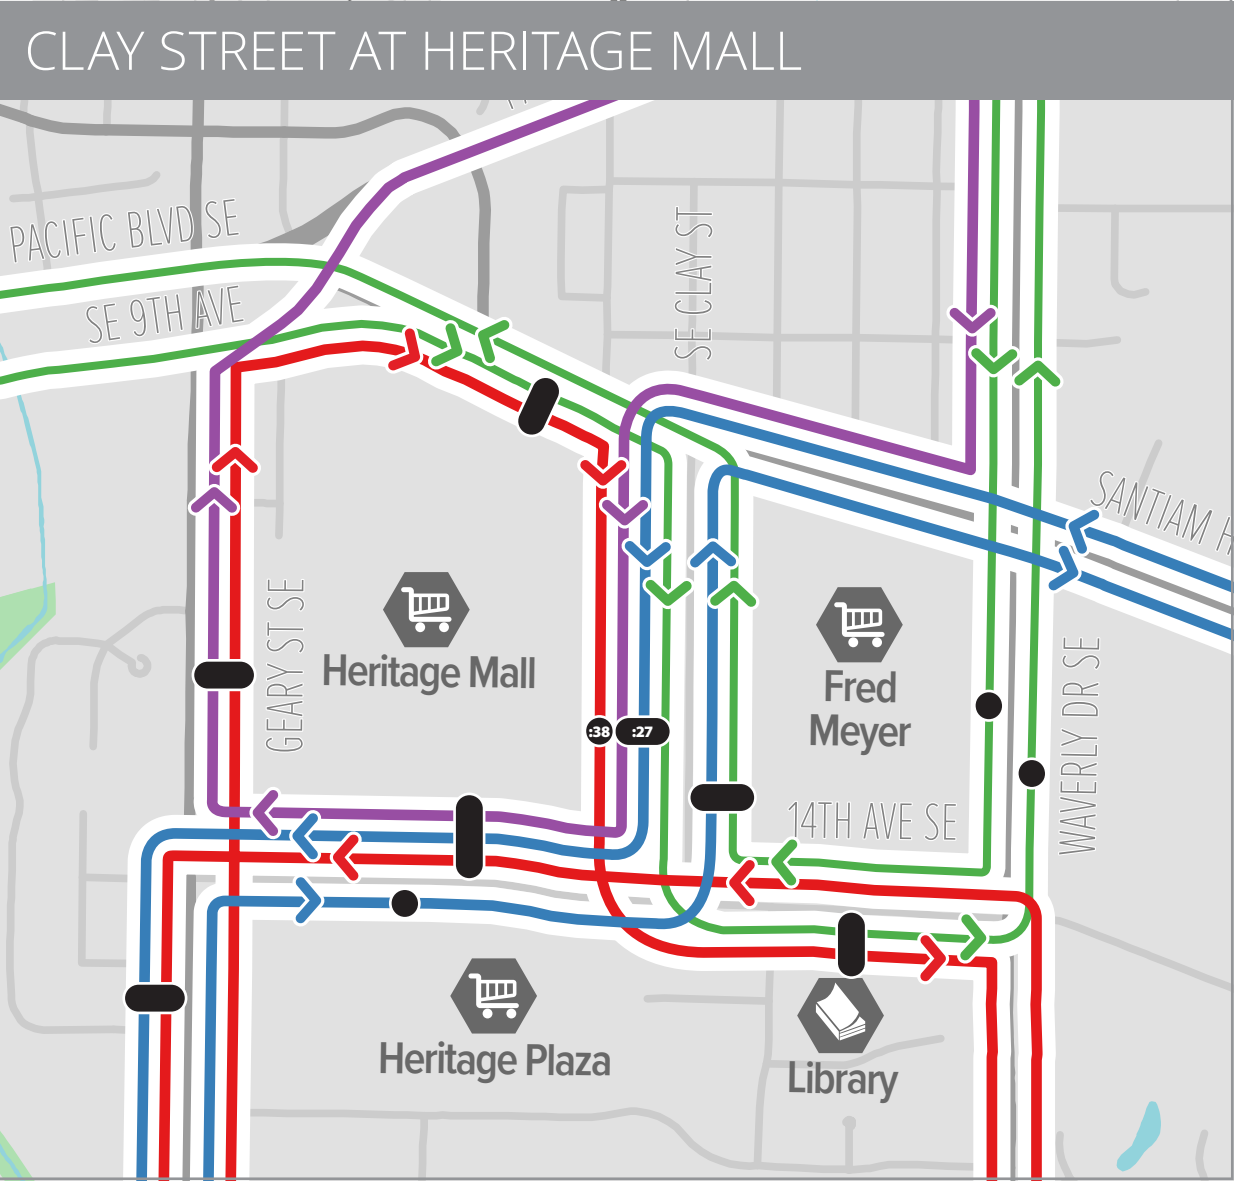 CLAY STREET AT HERITAGE MALL
PACIFIC BLVD SE
SE 9TH AVE
SE CLAY ST
SANTIAM H
GEARY ST SE
Heritage Mall
Fred
Meyer
:38
:27
WAVERLY DR SE
14TH AVE SE
Heritage Plaza
Library